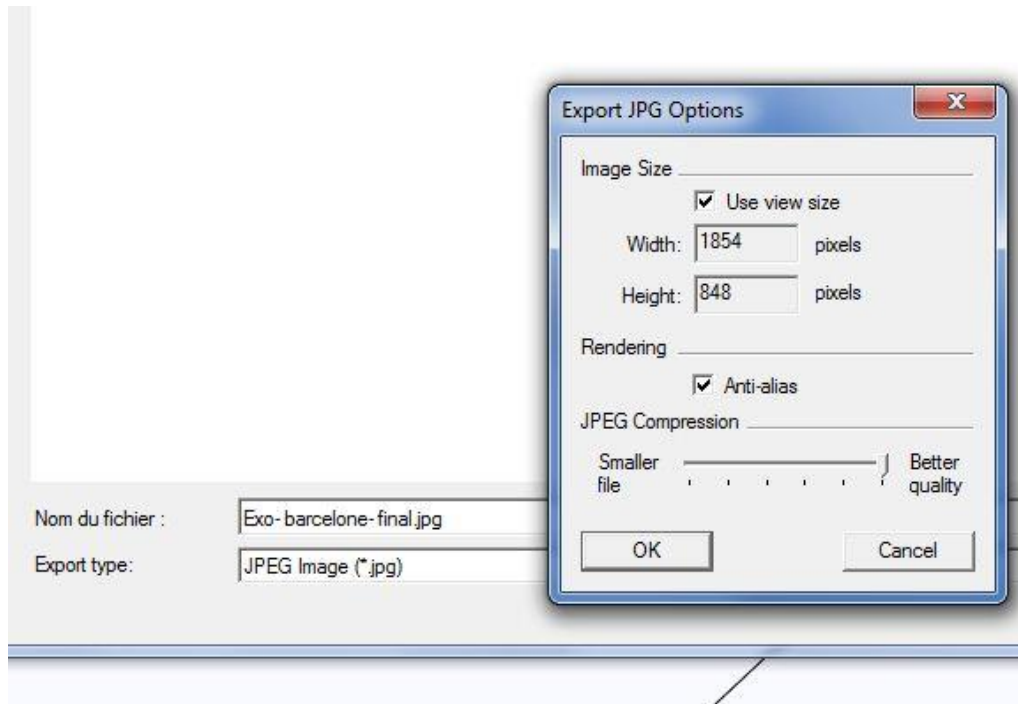 Export JPG Options
Image Size
Use view size
Width: 1854 pixels
Height: 848 pixels
Rendering
Anti-alias
JPEG Compression
Smaller file
Better quality
OK
Cancel
Nom du fichier :
Exo-barcelone-final.jpg
Export type:
JPEG Image (*.jpg)